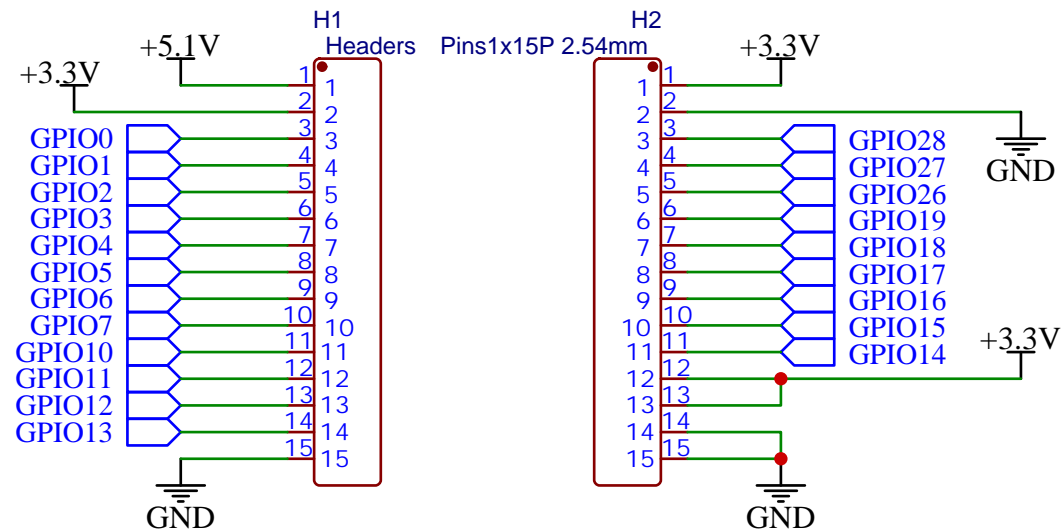 H1
H2
Headers
Pins1x15P 2.54mm
+5.1V
+3.3V
+3.3V
1 1
2 2
GPIO0 3 3
GPIO1 4 4
GPIO2 5 5
GPIO3 6 6
GPIO4 7 7
GPIO5 8 8
GPIO6 9 9
GPIO7 10 10
GPIO10 11 11
GPIO11 12 12
GPIO12 13 13
GPIO13 14 14
15 15
GND
1 1
2 2
GND
3 3 GPIO28
4 4 GPIO27
5 5 GPIO26
6 6 GPIO19
7 7 GPIO18
8 8 GPIO17
9 9 GPIO16
10 10 GPIO15
11 11 GPIO14
+3.3V
12 12
13 13
14 14
15 15
GND